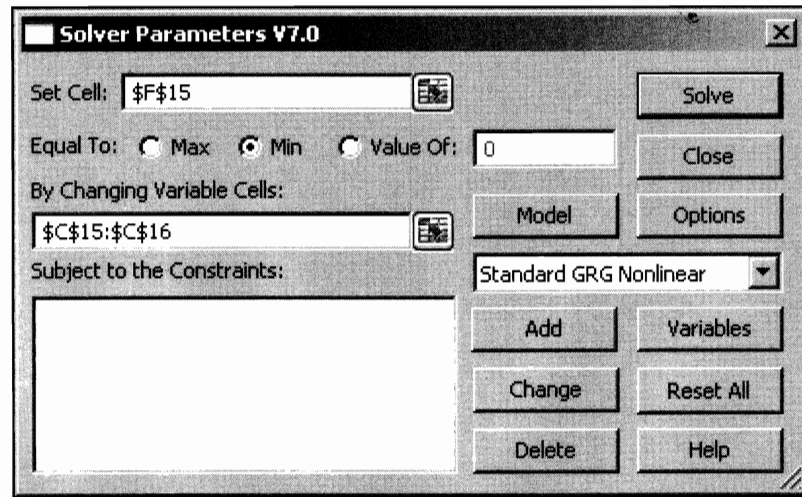 Solver Parameters V7.0
Set Cell: $F$15
Solve
Equal To: Max Min Value Of: 0
Close
By Changing Variable Cells:
$C$15:$C$16
Model
Options
Subject to the Constraints:
Standard GRG Nonlinear
Add
Variables
Change
Reset All
Delete
Help